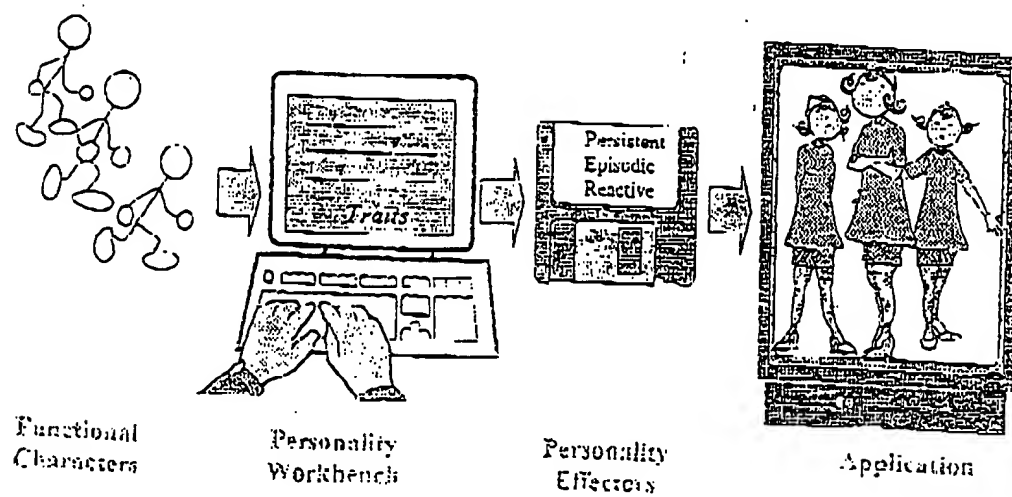 Traits
Persistent
Episodic
Reactive
Functional
Characters
Personality
Workbench
Personality
Effectors
Application